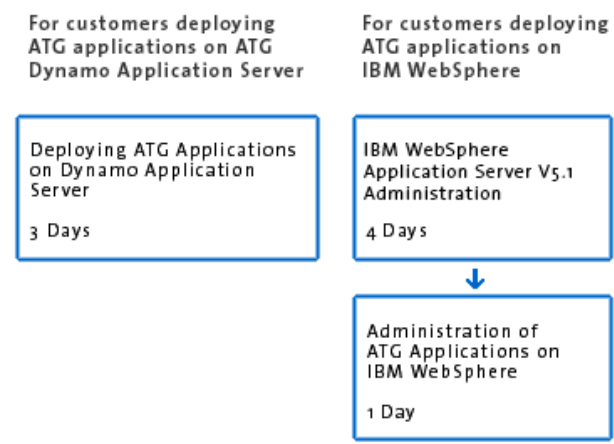 For customers deploying
ATG applications on ATG
Dynamo Application Server
Deploying ATG Applications
on Dynamo Application
Server
3 Days
For customers deploying
ATG applications on
IBM WebSphere
IBM WebSphere
Application Server V5.1
Administration
4 Days
Administration of
ATG Applications on
IBM WebSphere
1 Day